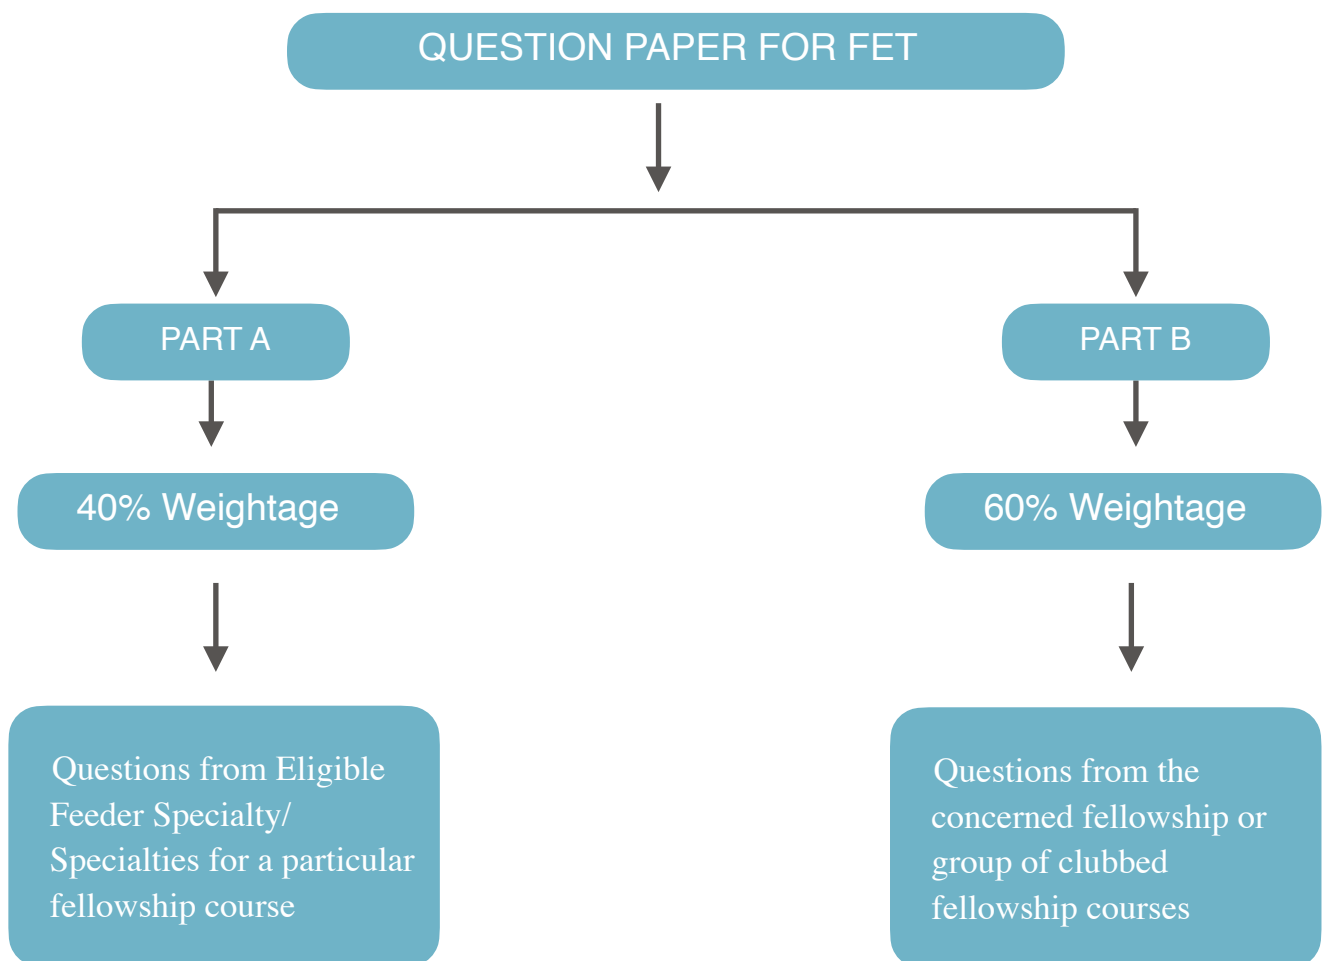 QUESTION PAPER FOR FET
PART A
PART B
40% Weightage
60% Weightage
Questions from Eligible
Feeder Specialty/
Specialties for a particular
fellowship course
Questions from the
concerned fellowship or
group of clubbed
fellowship courses